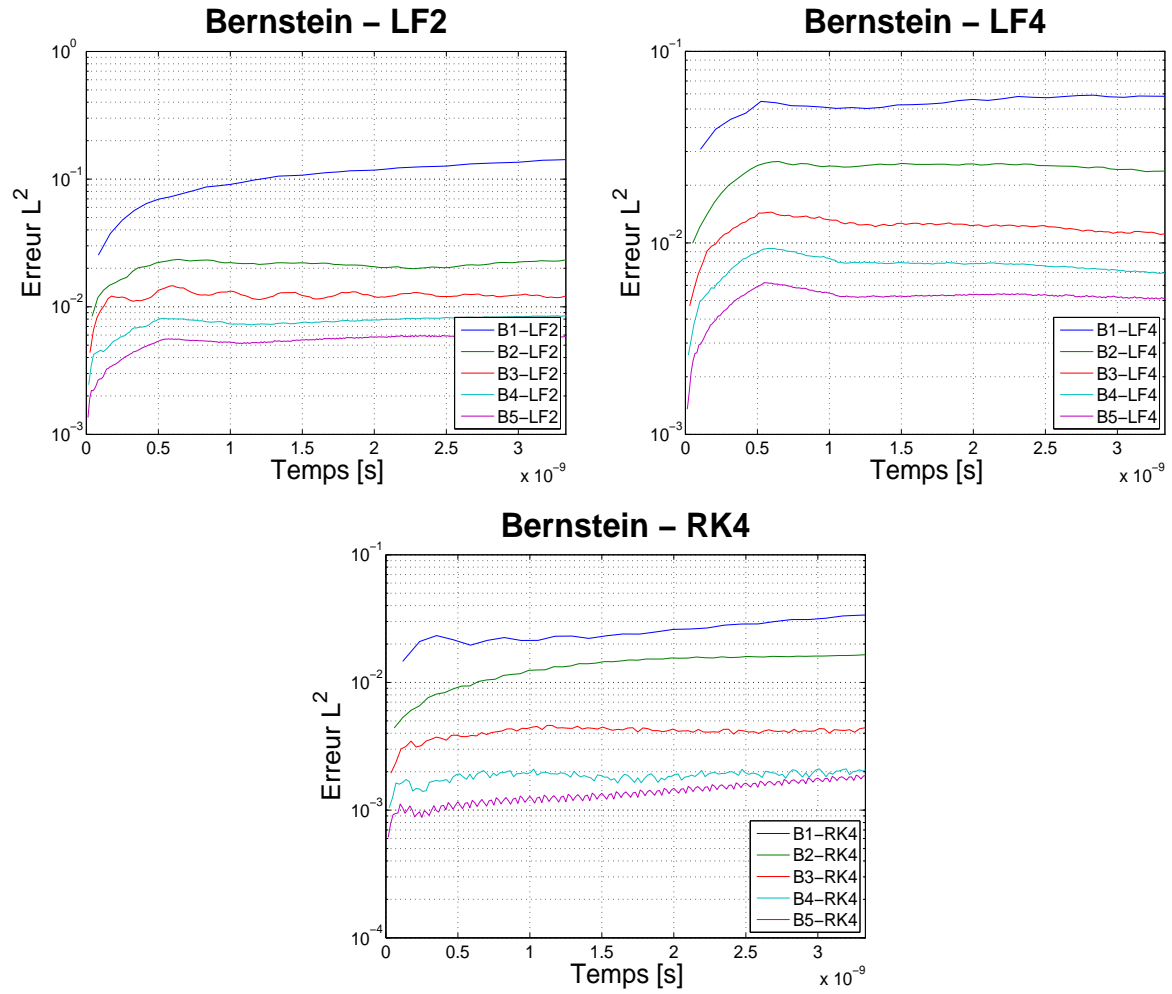 Bernstein – LF2
10^0
10^-1
10^-2
10^-3
Erreur L^2
0 0.5 1 1.5 2 2.5 3
Temps [s]
x 10^-9
B1–LF2
B2–LF2
B3–LF2
B4–LF2
B5–LF2
Bernstein – LF4
10^-1
10^-2
10^-3
Erreur L^2
0 0.5 1 1.5 2 2.5 3
Temps [s]
x 10^-9
B1–LF4
B2–LF4
B3–LF4
B4–LF4
B5–LF4
Bernstein – RK4
10^-1
10^-2
10^-3
10^-4
Erreur L^2
0 0.5 1 1.5 2 2.5 3
Temps [s]
x 10^-9
B1–RK4
B2–RK4
B3–RK4
B4–RK4
B5–RK4